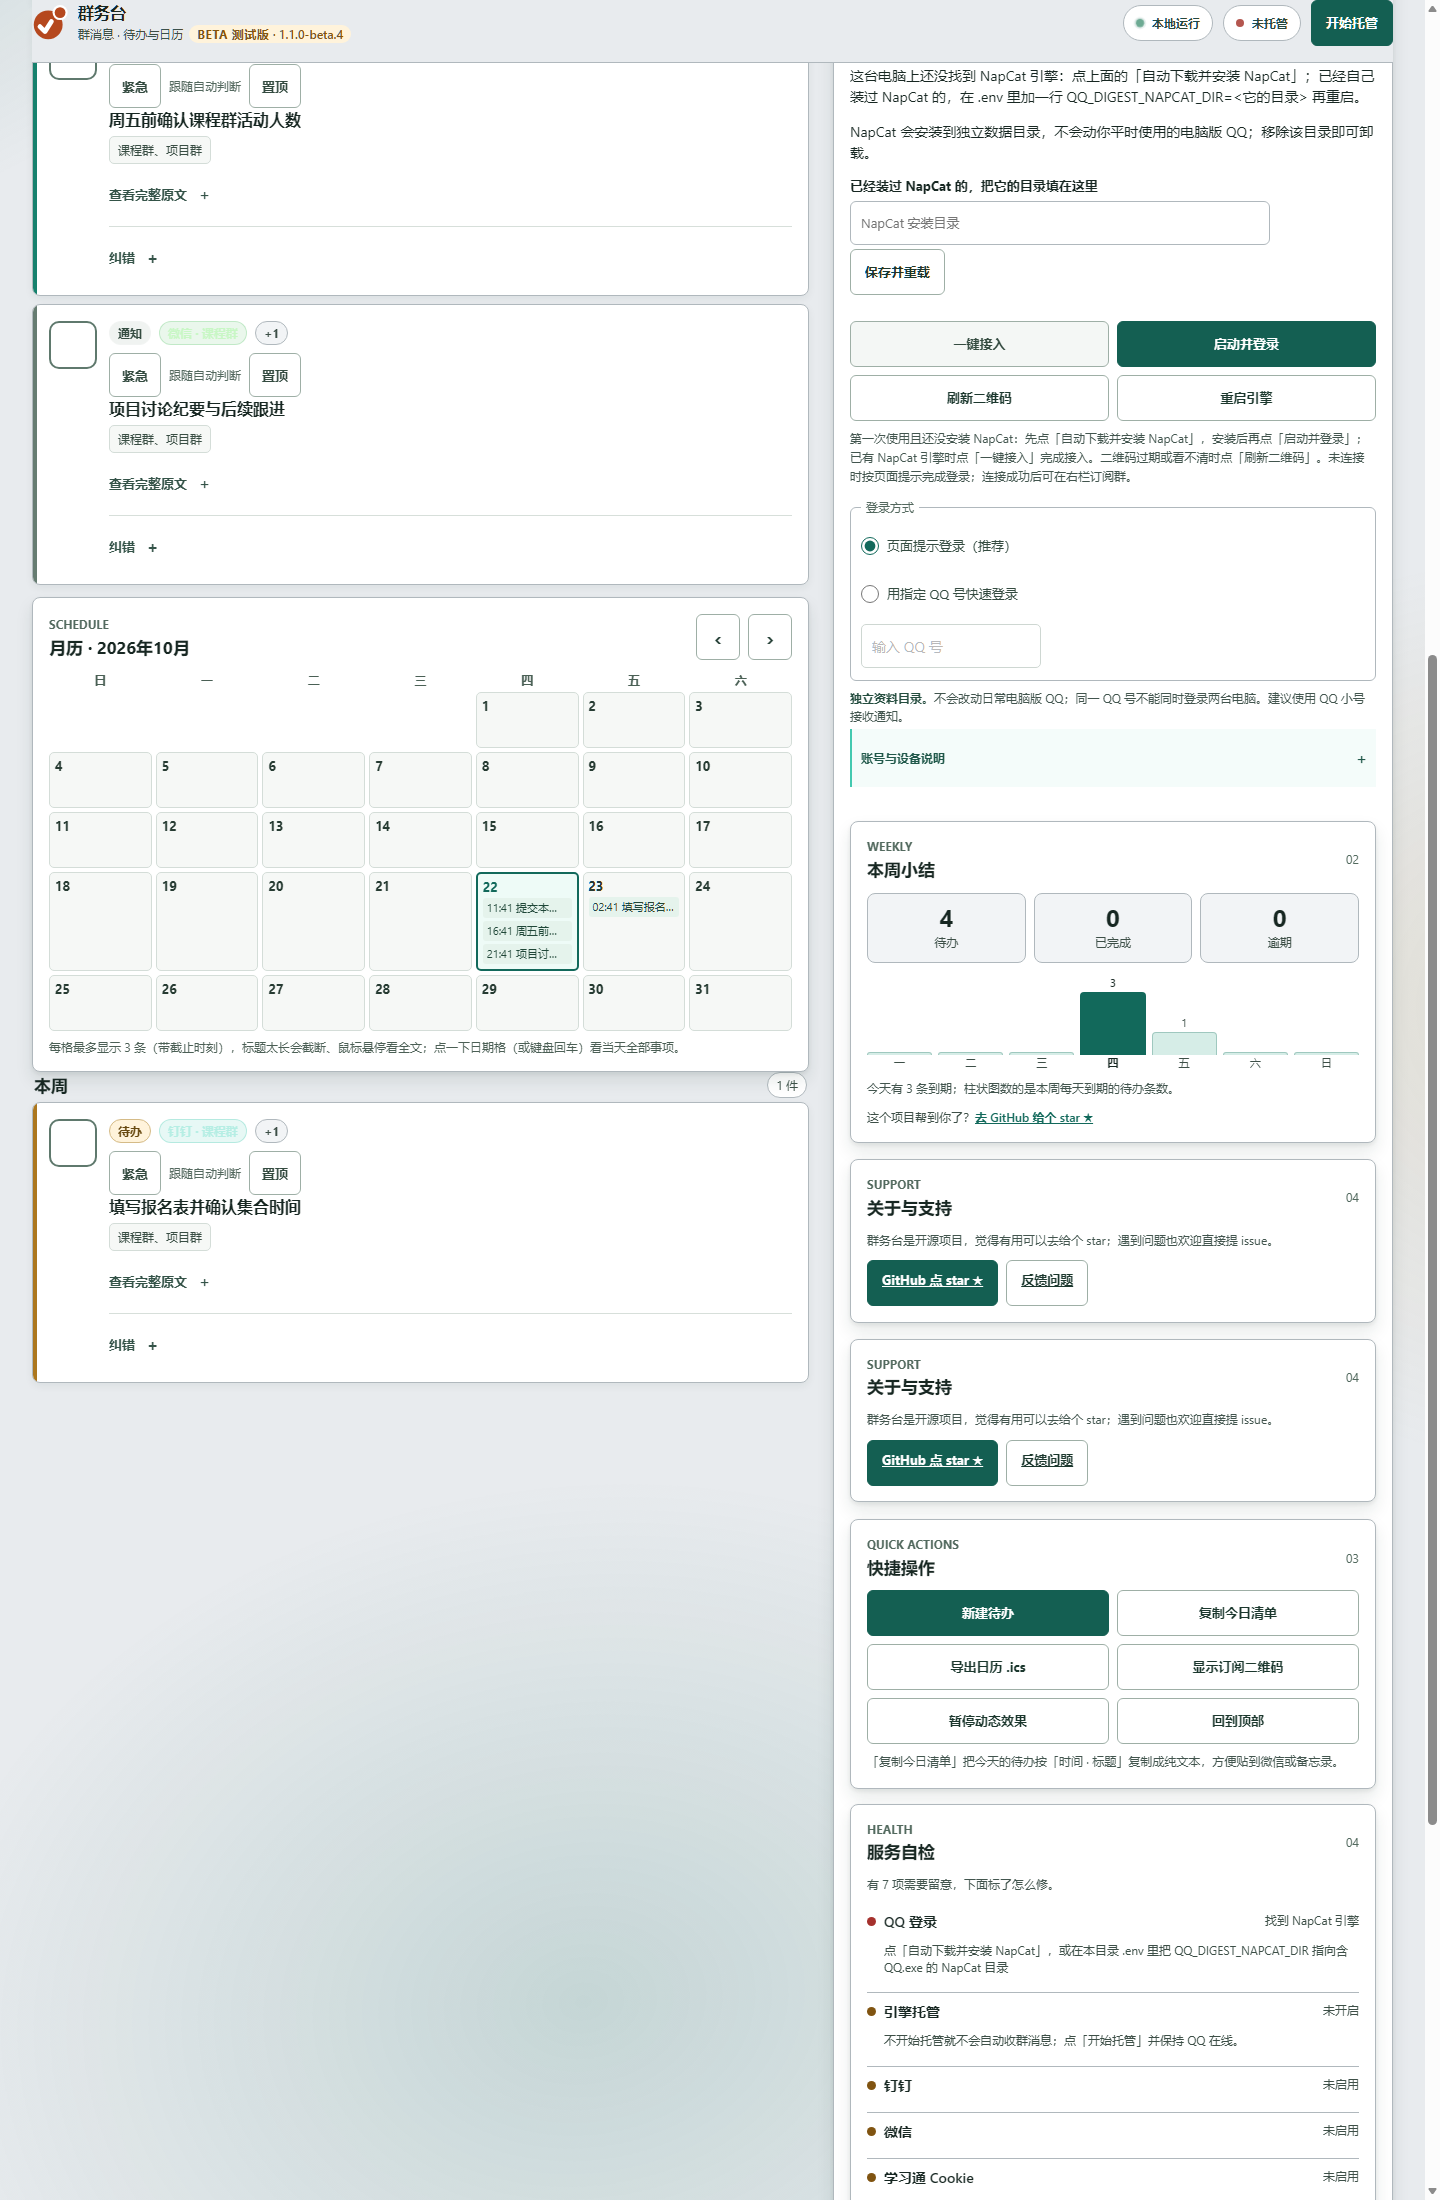 群务台
群消息 · 待办与日历 BETA 测试版 · 1.1.0-beta.4
本地运行
未托管
开始托管
紧急 跟随自动判断 置顶
周五前确认课程群活动人数
课程群、项目群
查看完整原文 +
纠错 +
通知 微信 · 课程群 +1
紧急 跟随自动判断 置顶
项目讨论纪要与后续跟进
课程群、项目群
查看完整原文 +
纠错 +
SCHEDULE
月历 · 2026年10月
‹ ›
日 一 二 三 四 五 六
1 2 3
4 5 6 7 8 9 10
11 12 13 14 15 16 17
18 19 20 21 22 23 24
11:41 提交本... 02:41 填写报名...
16:41 周五前...
21:41 项目讨...
25 26 27 28 29 30 31
每格最多显示 3 条（带截止时刻），标题太长会截断、鼠标悬停看全文；点一下日期格（或键盘回车）看当天全部事项。
本周 1 件
待办 钉钉 · 课程群 +1
紧急 跟随自动判断 置顶
填写报名表并确认集合时间
课程群、项目群
查看完整原文 +
纠错 +
这台电脑上还没找到 NapCat 引擎：点上面的「自动下载并安装 NapCat」；已经自己
装过 NapCat 的，在 .env 里加一行 QQ_DIGEST_NAPCAT_DIR=<它的目录> 再重启。
NapCat 会安装到独立数据目录，不会动你平时使用的电脑版 QQ；移除该目录即可卸
载。
已经装过 NapCat 的，把它的目录填在这里
NapCat 安装目录
保存并重载
一键接入 启动并登录
刷新二维码 重启引擎
第一次使用且还没安装 NapCat：先点「自动下载并安装 NapCat」，安装后再点「启动并登录」；
已有 NapCat 引擎时点「一键接入」完成接入。二维码过期或看不清时点「刷新二维码」。未连接
时按页面提示完成登录；连接成功后可在右栏订阅群。
登录方式
页面提示登录（推荐）
用指定 QQ 号快速登录
输入 QQ 号
独立资料目录。不会改动日常电脑版 QQ；同一 QQ 号不能同时登录两台电脑。建议使用 QQ 小号
接收通知。
账号与设备说明 +
WEEKLY
本周小结 02
4 0 0
待办 已完成 逾期
3
1
一 二 三 四 五 六 日
今天有 3 条到期；柱状图数的是本周每天到期的待办条数。
这个项目帮到你了？去 GitHub 给个 star ★
SUPPORT
关于与支持 04
群务台是开源项目，觉得有用可以去给个 star；遇到问题也欢迎直接提 issue。
GitHub 点 star ★ 反馈问题
SUPPORT
关于与支持 04
群务台是开源项目，觉得有用可以去给个 star；遇到问题也欢迎直接提 issue。
GitHub 点 star ★ 反馈问题
QUICK ACTIONS
快捷操作 03
新建待办 复制今日清单
导出日历 .ics 显示订阅二维码
暂停动态效果 回到顶部
「复制今日清单」把今天的待办按「时间 · 标题」复制成纯文本，方便贴到微信或备忘录。
HEALTH
服务自检 04
有 7 项需要留意，下面标了怎么修。
QQ 登录 找到 NapCat 引擎
点「自动下载并安装 NapCat」，或在本目录 .env 里把 QQ_DIGEST_NAPCAT_DIR 指向含
QQ.exe 的 NapCat 目录
引擎托管 未开启
不开始托管就不会自动收群消息；点「开始托管」并保持 QQ 在线。
钉钉 未启用
微信 未启用
学习通 Cookie 未启用